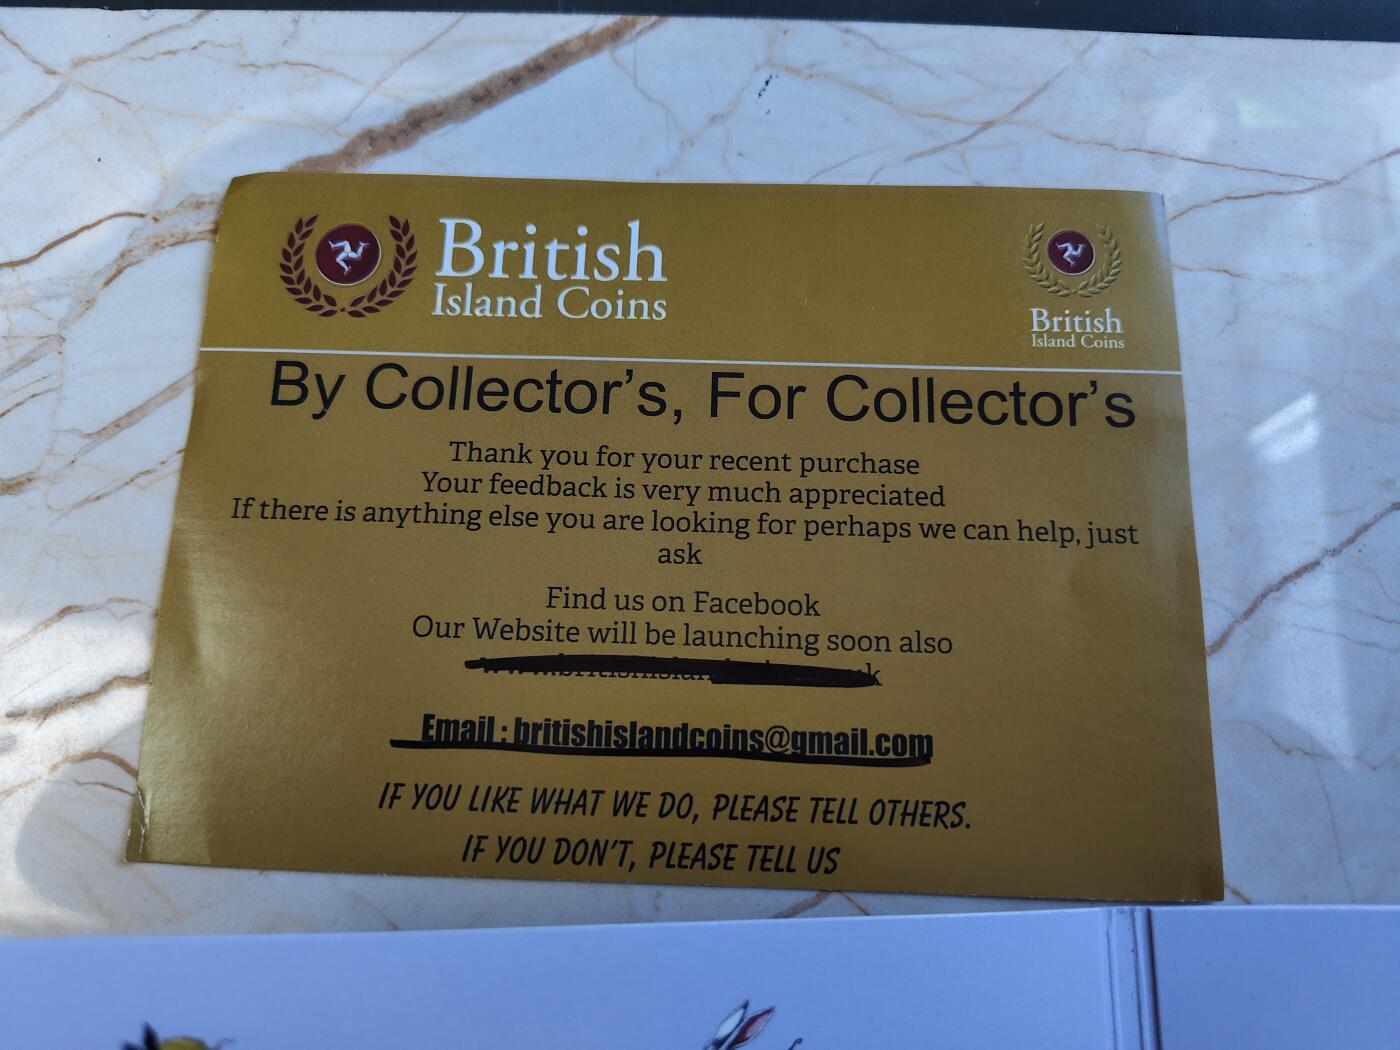 British
Island Coins
British
Island Coins
By Collector's, For Collector's
Thank you for your recent purchase
Your feedback is very much appreciated
If there is anything else you are looking for perhaps we can help, just
ask
Find us on Facebook
Our Website will be launching soon also
Email : britishislandcoins@gmail.com
IF YOU LIKE WHAT WE DO, PLEASE TELL OTHERS.
IF YOU DON'T, PLEASE TELL US